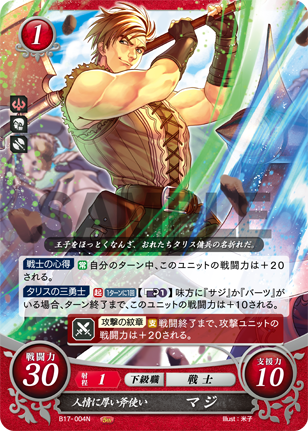 1
SAMPLE
王子をほっとくなんざ、おれたちタリス傭兵の名折れだ。
戦士の心得 常 自分のターン中、このユニットの戦闘力は+20
される。
タリスの三勇士 起 1ターンに1回 【1】 味方に『サジ』か『バーツ』が
いる場合、ターン終了まで、このユニットの戦闘力は+10される。
攻撃の紋章 支 戦闘終了まで、攻撃ユニットの
戦闘力は+20される。
戦闘力 30
射程 1 下級職 戦士
支援力 10
人情に厚い斧使い マジ
B17-004N
Illust:米子